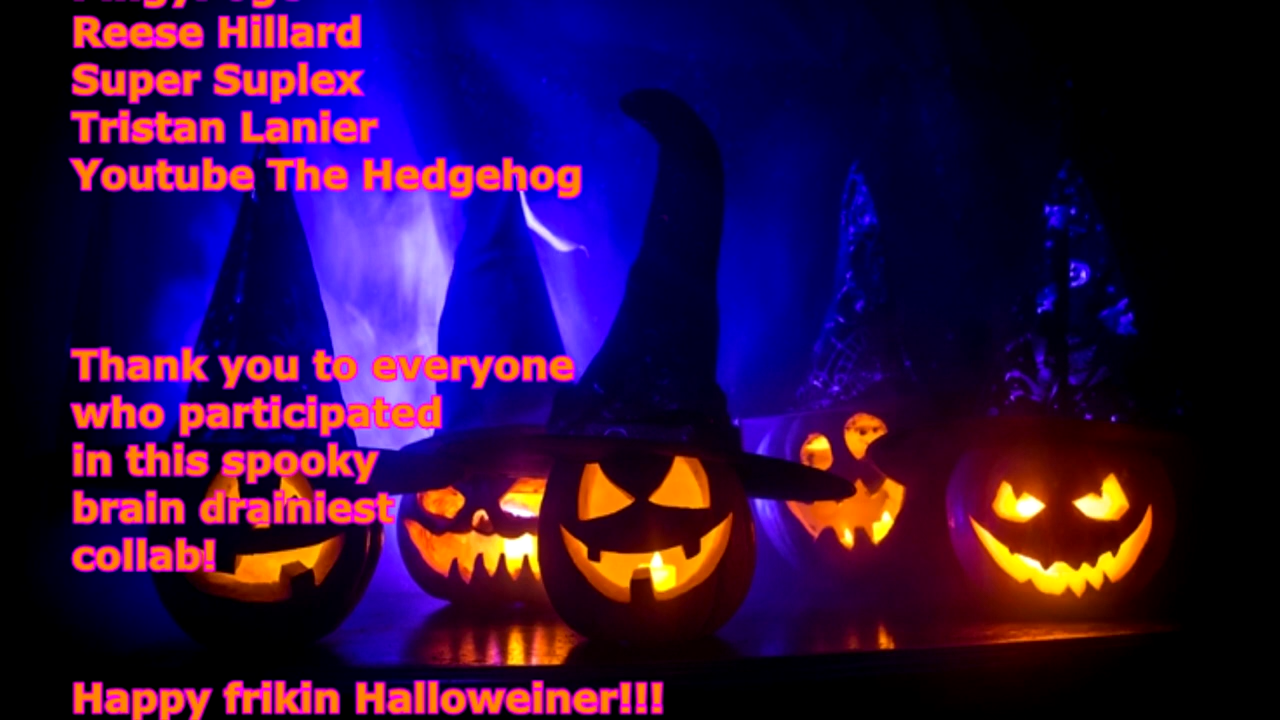 Reese Hillard
Super Suplex
Tristan Lanier
Youtube The Hedgehog
Thank you to everyone
who participated
in this spooky
brain drainiest
collab!
Happy frikin Halloweiner!!!